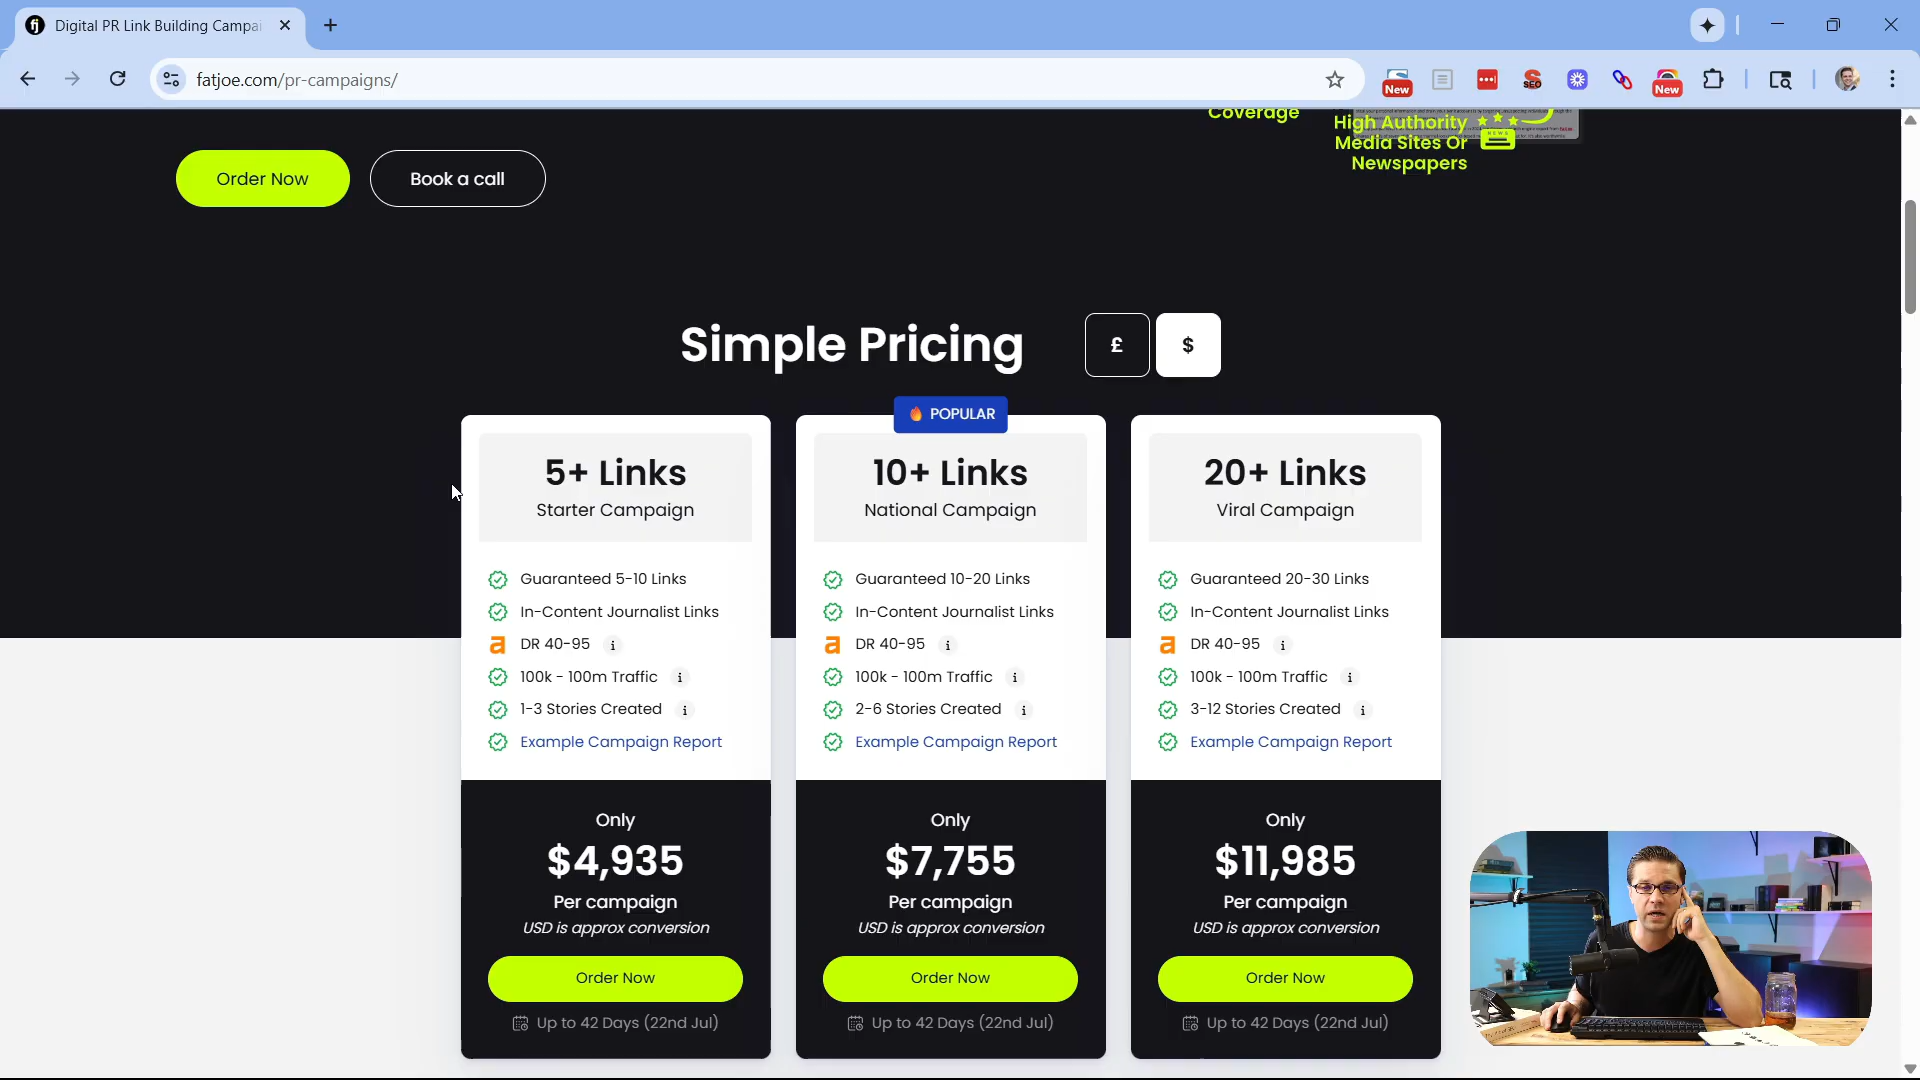 Digital PR Link Building Campai
fatjoe.com/pr-campaigns/
New
SEO
New
Coverage
High Authority
Media Sites Or
Newspapers
NEWS
Order Now
Book a call
Simple Pricing
£
$
POPULAR
5+ Links
Starter Campaign
Guaranteed 5-10 Links
In-Content Journalist Links
DR 40-95
100k - 100m Traffic
1-3 Stories Created
Example Campaign Report
Only
$4,935
Per campaign
USD is approx conversion
Order Now
Up to 42 Days (22nd Jul)
10+ Links
National Campaign
Guaranteed 10-20 Links
In-Content Journalist Links
DR 40-95
100k - 100m Traffic
2-6 Stories Created
Example Campaign Report
Only
$7,755
Per campaign
USD is approx conversion
Order Now
Up to 42 Days (22nd Jul)
20+ Links
Viral Campaign
Guaranteed 20-30 Links
In-Content Journalist Links
DR 40-95
100k - 100m Traffic
3-12 Stories Created
Example Campaign Report
Only
$11,985
Per campaign
USD is approx conversion
Order Now
Up to 42 Days (22nd Jul)